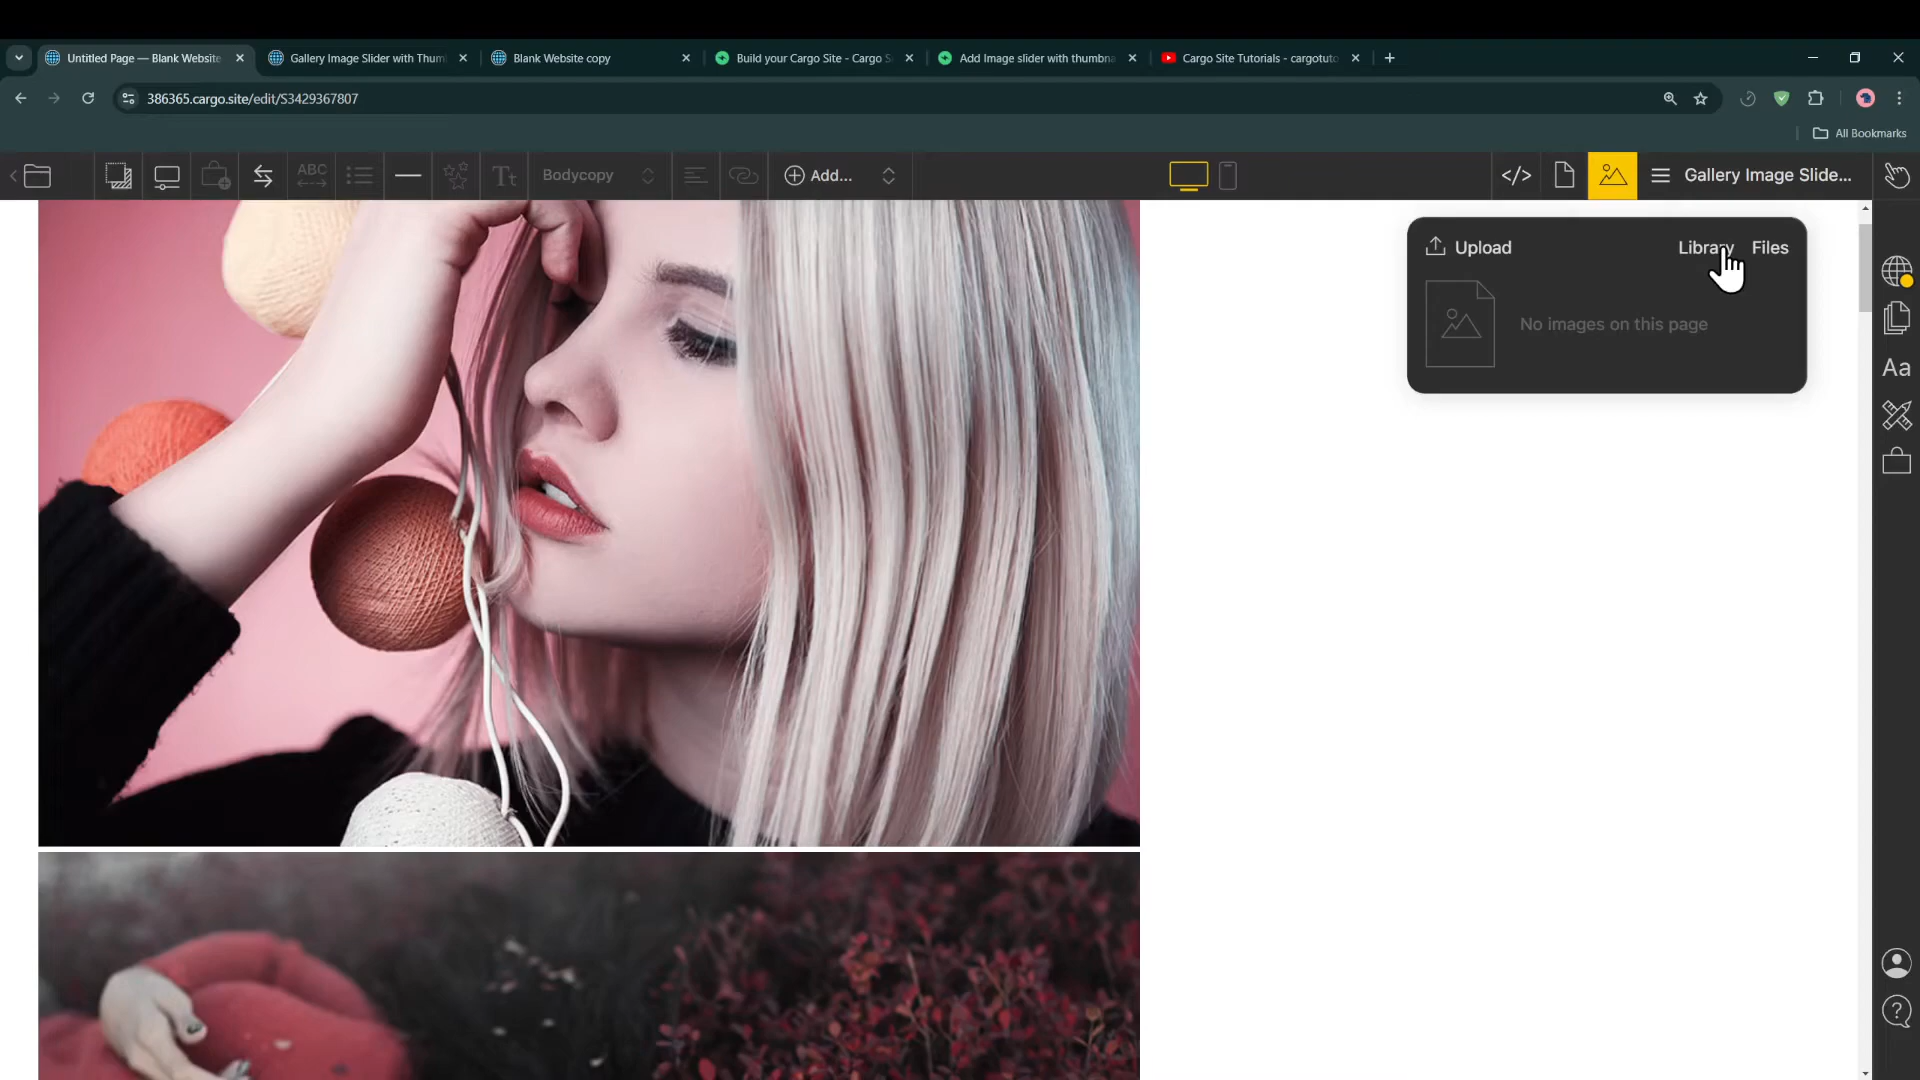 Untitled Page — Blank Website
Gallery Image Slider with Thum
Blank Website copy
Build your Cargo Site - Cargo S
Add Image slider with thumbna
Cargo Site Tutorials - cargotuto
386365.cargo.site/edit/S3429367807
All Bookmarks
ABC
Tt
Bodycopy
Add...
</>
Gallery Image Slide...
Upload
Library
Files
No images on this page
Aa